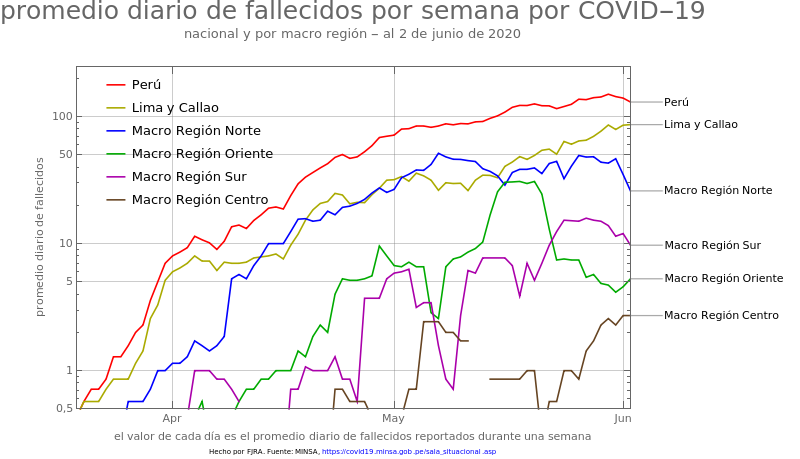 promedio diario de fallecidos por semana por COVID–19
nacional y por macro región – al 2 de junio de 2020
promedio diario de fallecidos
100
50
10
5
1
0,5
Perú
Lima y Callao
Macro Región Norte
Macro Región Oriente
Macro Región Sur
Macro Región Centro
Perú
Lima y Callao
Macro Región Norte
Macro Región Sur
Macro Región Oriente
Macro Región Centro
Apr
May
Jun
el valor de cada día es el promedio diario de fallecidos reportados durante una semana
Hecho por FJRA. Fuente: MINSA, https://covid19.minsa.gob.pe/sala_situacional .asp